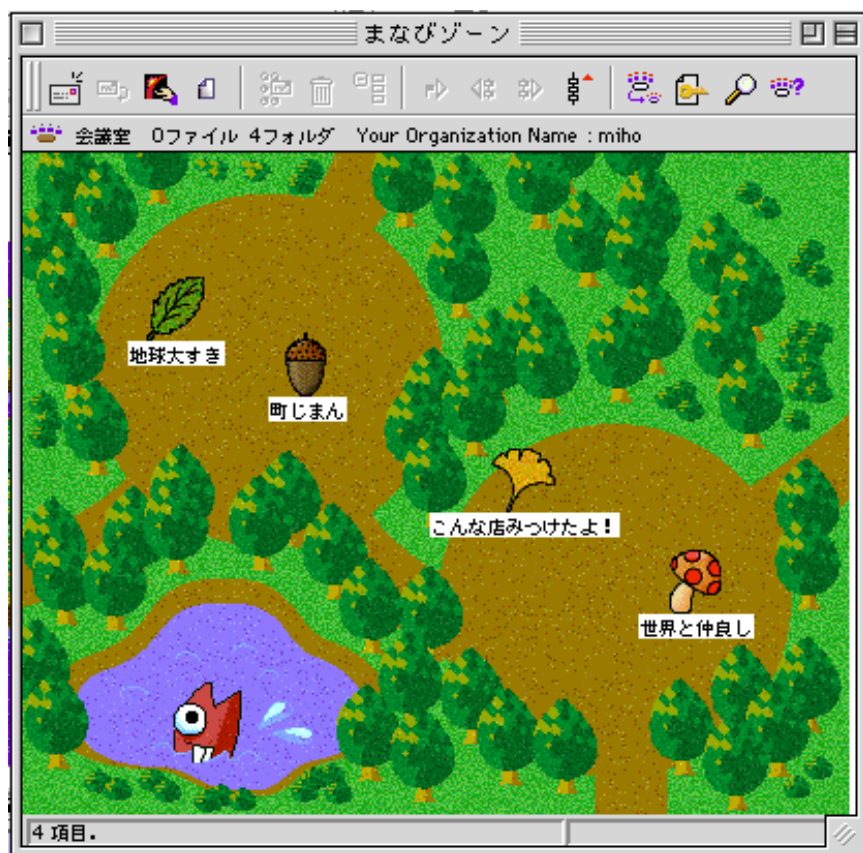 まなびゾーン
会議室 0ファイル 4フォルダ Your Organization Name : miho
地球大すき
町じまん
こんな店みつけたよ！
世界と仲良し
4 項目.